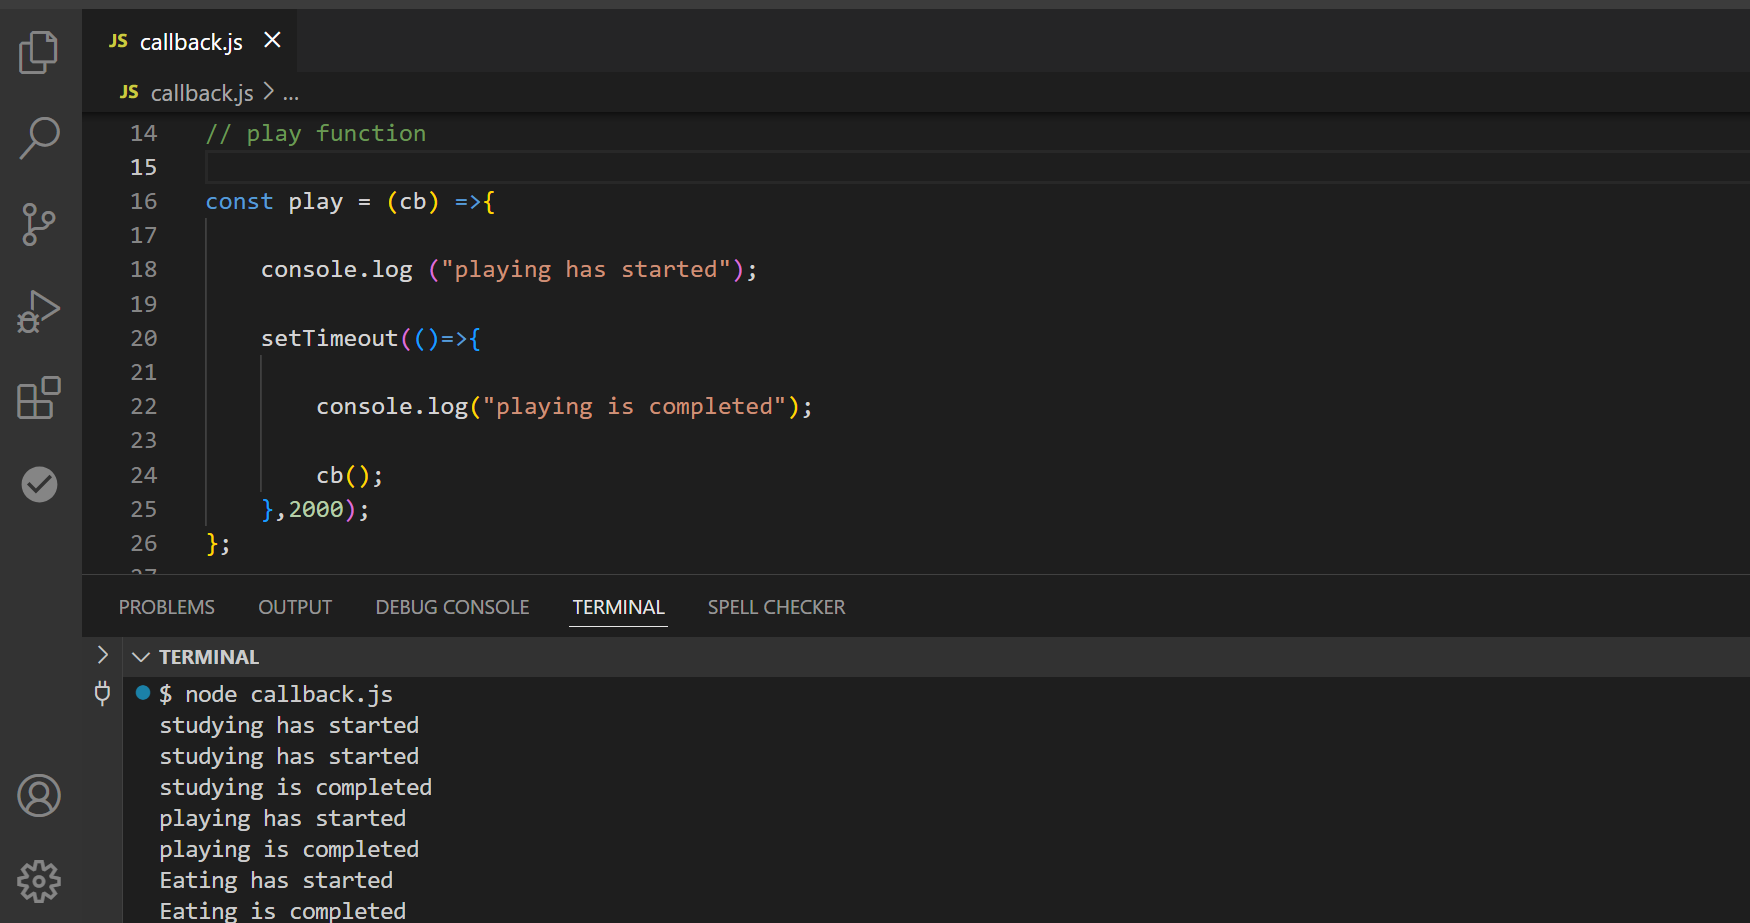 JS callback.js
JS callback.js > ...
14 // play function
15
16 const play = (cb) =>{
17
18 console.log ("playing has started");
19
20 setTimeout(()=>{
21
22 console.log("playing is completed");
23
24 cb();
25 },2000);
26 };
PROBLEMS OUTPUT DEBUG CONSOLE TERMINAL SPELL CHECKER
TERMINAL
$ node callback.js
studying has started
studying has started
studying is completed
playing has started
playing is completed
Eating has started
Eating is completed